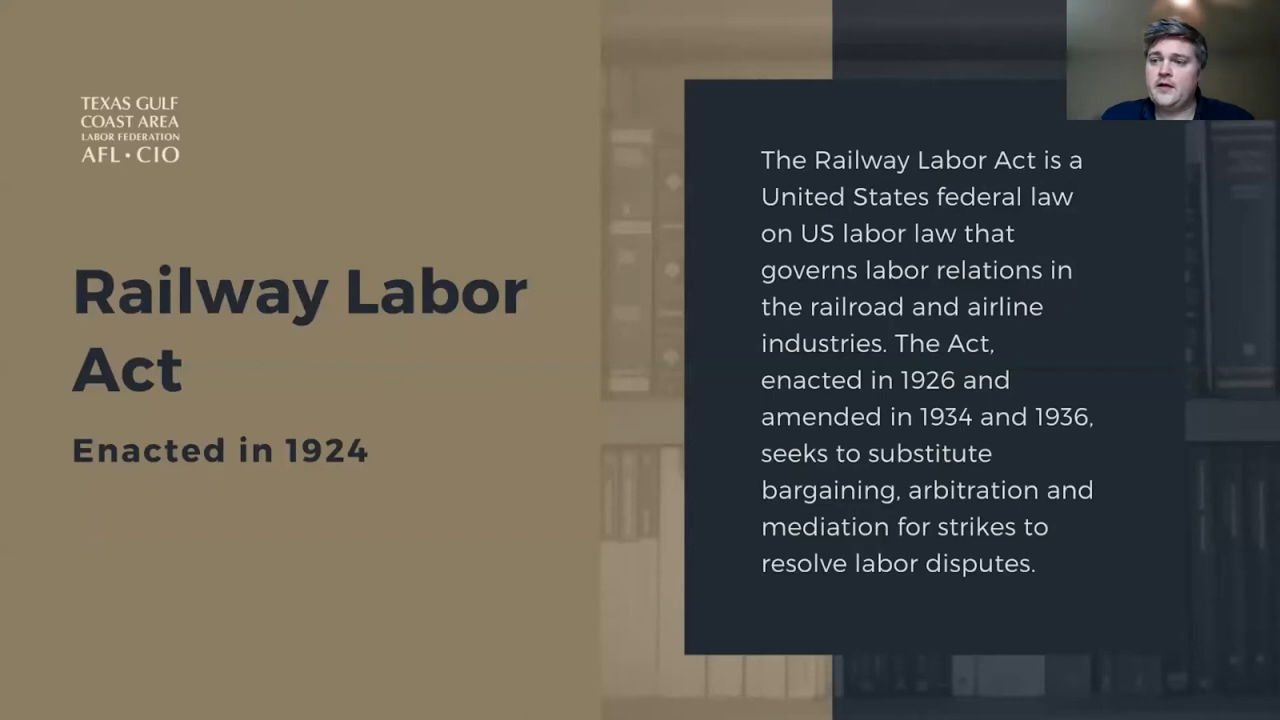 TEXAS GULF
COAST AREA
LABOR FEDERATION
AFL•CIO
Railway Labor
Act
Enacted in 1924
The Railway Labor Act is a
United States federal law
on US labor law that
governs labor relations in
the railroad and airline
industries. The Act,
enacted in 1926 and
amended in 1934 and 1936,
seeks to substitute
bargaining, arbitration and
mediation for strikes to
resolve labor disputes.